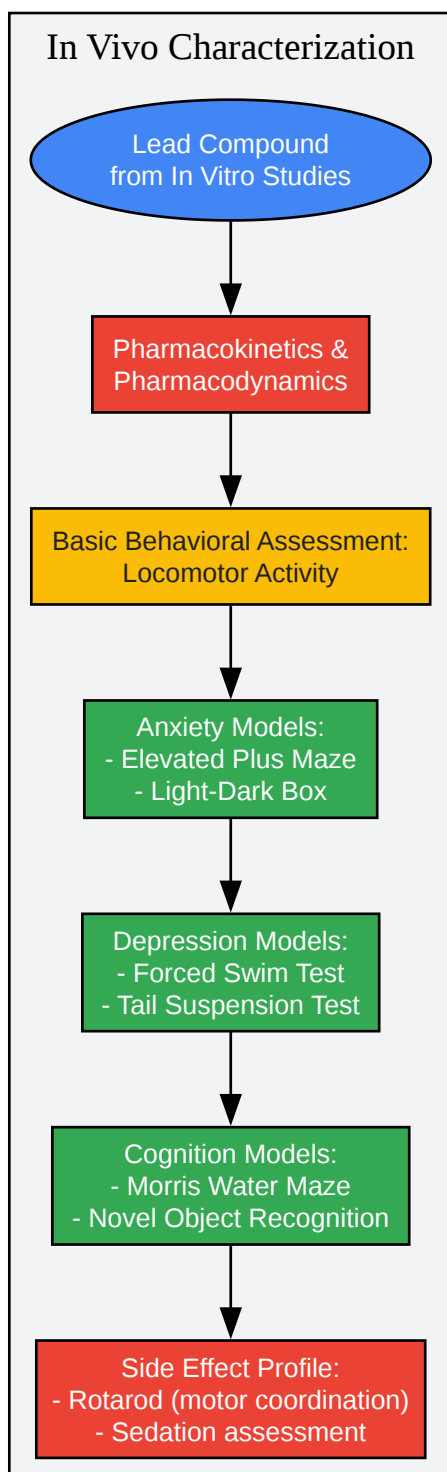 In Vivo Characterization
Lead Compound
from In Vitro Studies
Pharmacokinetics &
Pharmacodynamics
Basic Behavioral Assessment:
Locomotor Activity
Anxiety Models:
- Elevated Plus Maze
- Light-Dark Box
Depression Models:
- Forced Swim Test
- Tail Suspension Test
Cognition Models:
- Morris Water Maze
- Novel Object Recognition
Side Effect Profile:
- Rotarod (motor coordination)
- Sedation assessment